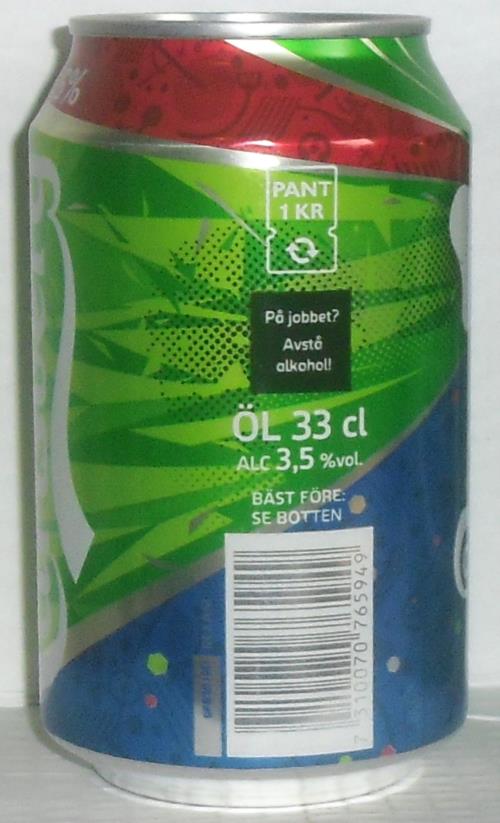 %
PANT
1 KR
På jobbet?
Avstå
alkohol!
ÖL 33 cl
ALC 3,5 %vol.
BÄST FÖRE:
SE BOTTEN
7 310070 765949